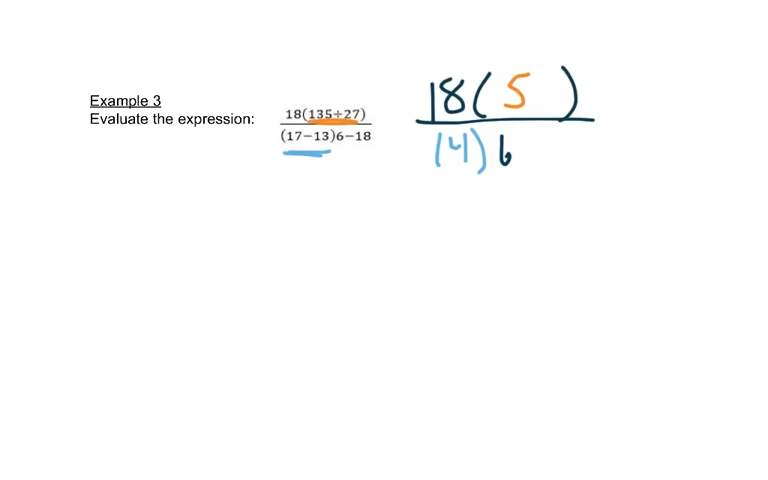 Example 3
Evaluate the expression:
18(135÷27)
(17−13)6−18
18( 5 )
(4) 6